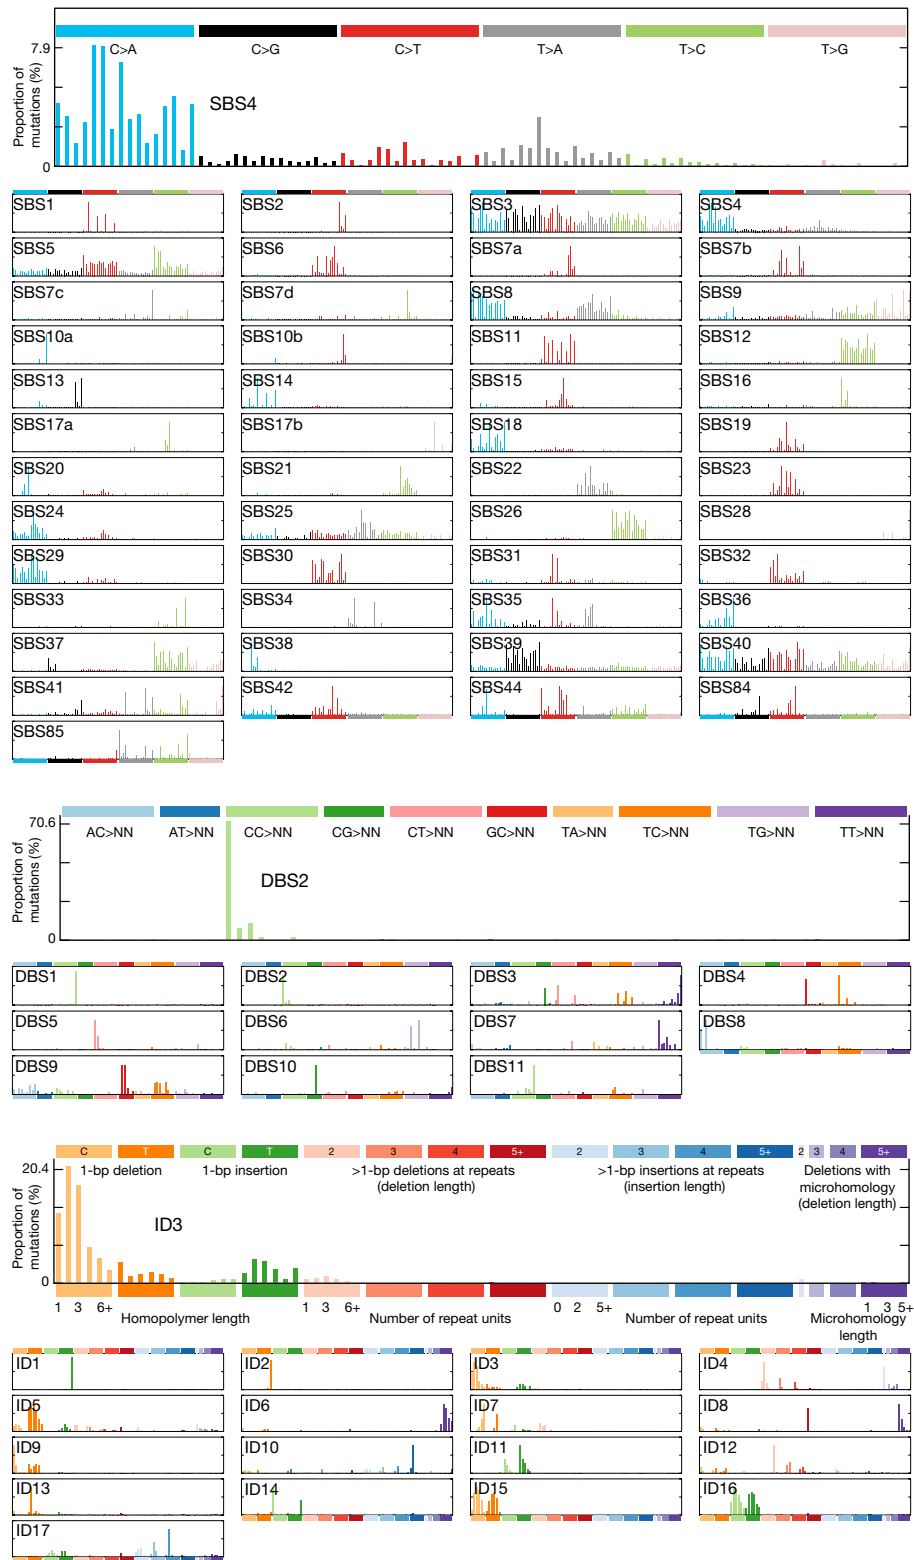 7.9
C>A C>G C>T T>A T>C T>G
Proportion of
mutations (%)
SBS4
0
SBS1 SBS2 SBS3 SBS4
SBS5 SBS6 SBS7a SBS7b
SBS7c SBS7d SBS8 SBS9
SBS10a SBS10b SBS11 SBS12
SBS13 SBS14 SBS15 SBS16
SBS17a SBS17b SBS18 SBS19
SBS20 SBS21 SBS22 SBS23
SBS24 SBS25 SBS26 SBS28
SBS29 SBS30 SBS31 SBS32
SBS33 SBS34 SBS35 SBS36
SBS37 SBS38 SBS39 SBS40
SBS41 SBS42 SBS44 SBS84
SBS85
70.6
AC>NN AT>NN CC>NN CG>NN CT>NN GC>NN TA>NN TC>NN TG>NN TT>NN
Proportion of
mutations (%)
DBS2
0
DBS1 DBS2 DBS3 DBS4
DBS5 DBS6 DBS7 DBS8
DBS9 DBS10 DBS11
C T C T 2 3 4 5+ 2 3 4 5+ 2 3 4 5+
20.4
1-bp deletion 1-bp insertion >1-bp deletions at repeats
(deletion length) >1-bp insertions at repeats
(insertion length) Deletions with
microhomology
(deletion length)
Proportion of
mutations (%)
ID3
0
1 3 6+ 1 3 6+ 0 2 5+ 1 3 5+
Homopolymer length Number of repeat units Number of repeat units Microhomology
length
ID1 ID2 ID3 ID4
ID5 ID6 ID7 ID8
ID9 ID10 ID11 ID12
ID13 ID14 ID15 ID16
ID17